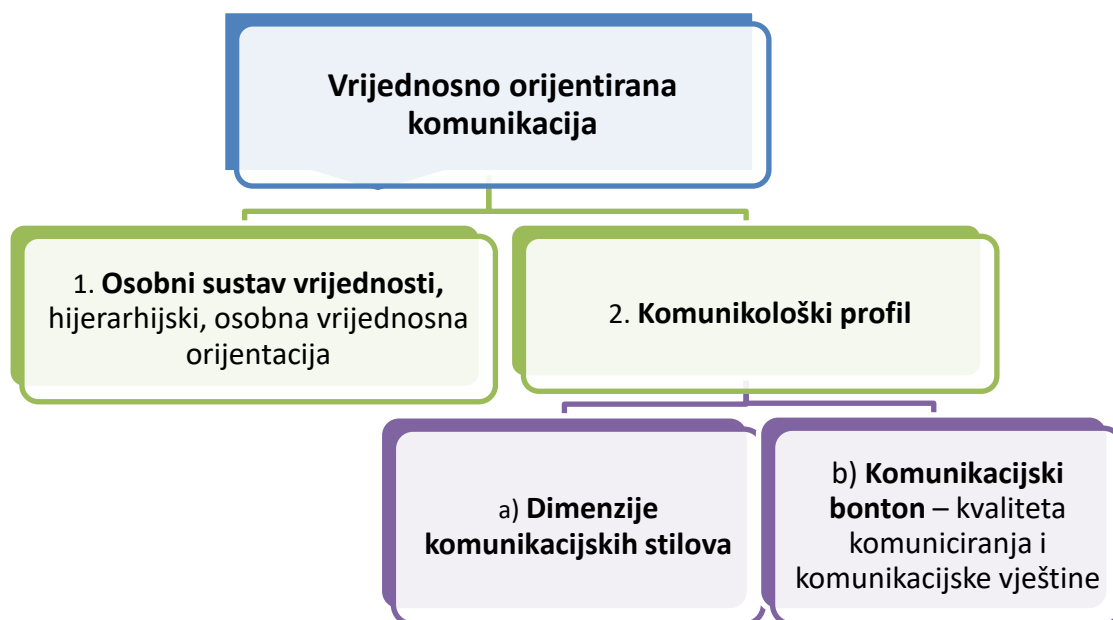 Vrijednosno orijentirana
komunikacija
1. Osobni sustav vrijednosti,
hijerarhijski, osobna vrijednosna
orijentacija
2. Komunikološki profil
a) Dimenzije
komunikacijskih stilova
b) Komunikacijski
bonton – kvaliteta
komuniciranja i
komunikacijske vještine